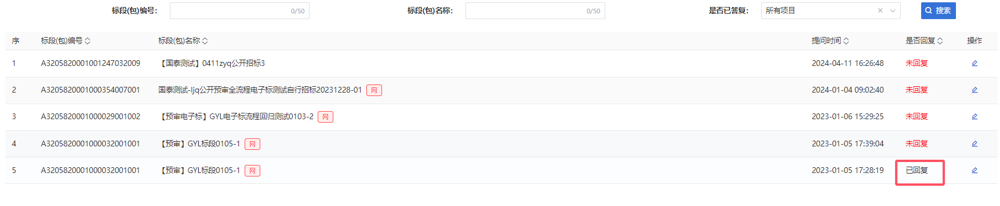 标段(包)编号： 0/50 标段(包)名称： 0/50 是否已答复： 所有项目 搜索
序 标段(包)编号 标段(包)名称 提问时间 是否回复 操作
1 A3205820001001247032009 【国泰测试】0411zyq公开招标3 2024-04-11 16:26:48 未回复
2 A3205820001000354007001 国泰测试-ljq公开预审全流程电子标测试自行招标20231228-01 网 2024-01-04 09:02:40 未回复
3 A3205820001000029001002 【预审电子标】GYL电子标流程回归测试0103-2 网 2023-01-06 15:29:25 未回复
4 A3205820001000032001001 【预审】GYL标段0105-1 网 2023-01-05 17:39:04 未回复
5 A3205820001000032001001 【预审】GYL标段0105-1 网 2023-01-05 17:28:19 已回复